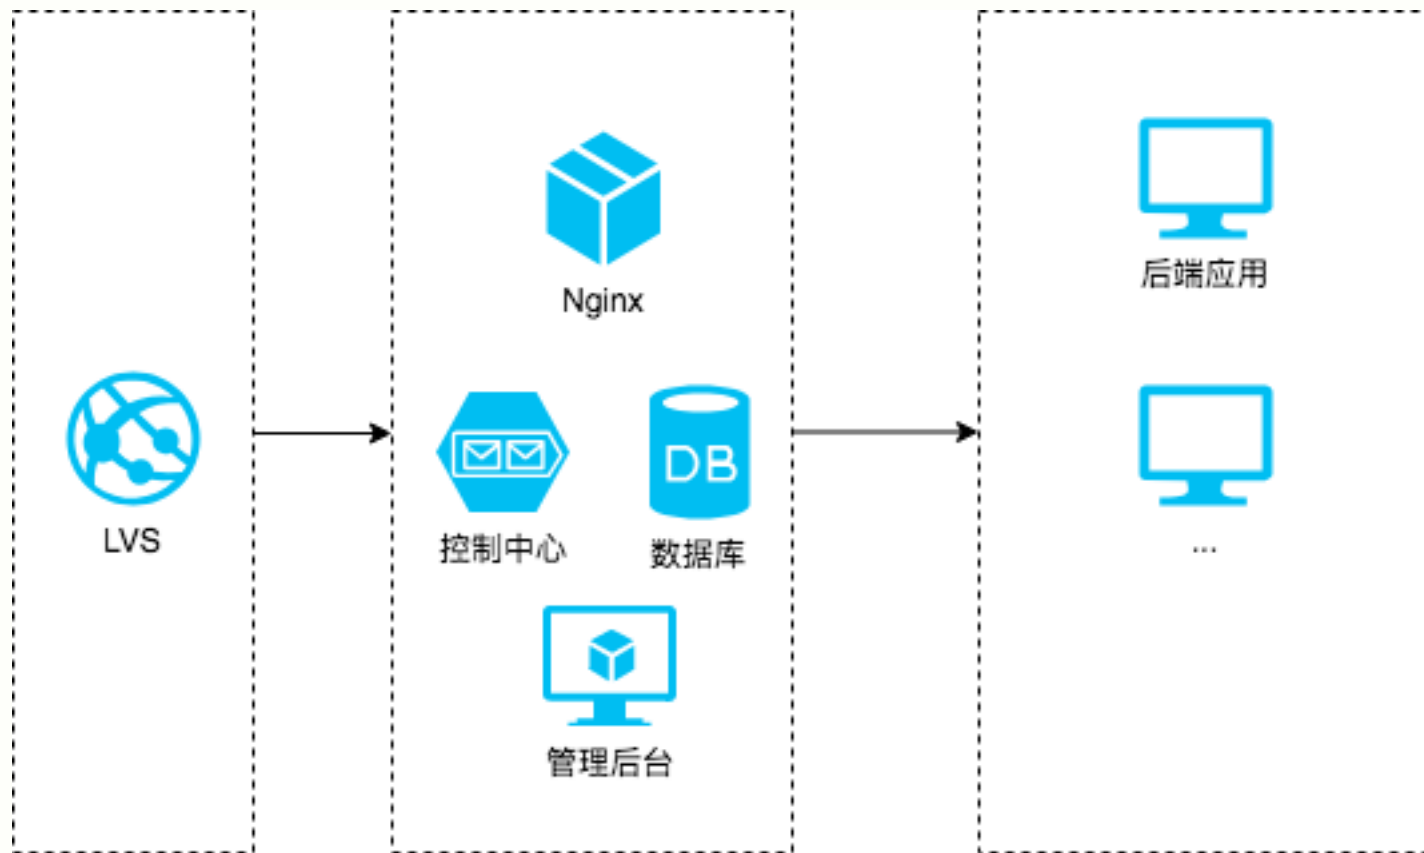 LVS
Nginx
控制中心
DB
数据库
管理后台
后端应用
...